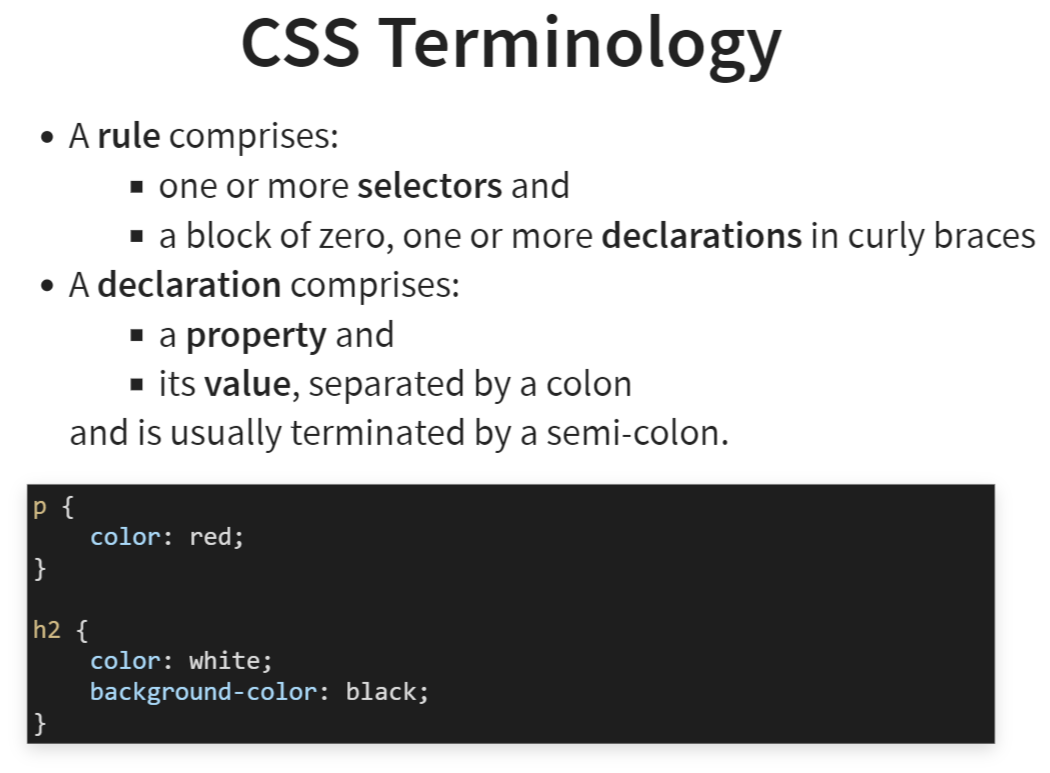 CSS Terminology
• A rule comprises:
▪ one or more selectors and
▪ a block of zero, one or more declarations in curly braces
• A declaration comprises:
▪ a property and
▪ its value, separated by a colon
and is usually terminated by a semi-colon.
p {
    color: red;
}
h2 {
    color: white;
    background-color: black;
}